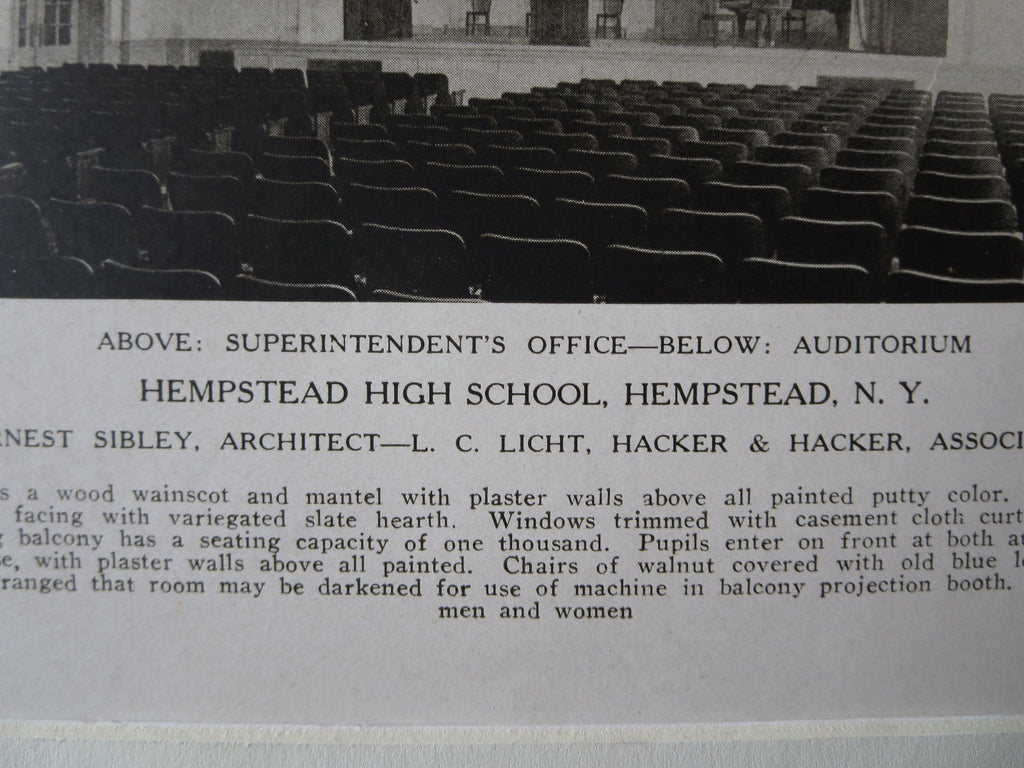 ABOVE: SUPERINTENDENT'S OFFICE—BELOW: AUDITORIUM
HEMPSTEAD HIGH SCHOOL, HEMPSTEAD, N. Y.
RNEST SIBLEY, ARCHITECT—L. C. LICHT, HACKER & HACKER, ASSOCI
s a wood wainscot and mantel with plaster walls above all painted putty color.
facing with variegated slate hearth. Windows trimmed with casement cloth curt
g balcony has a seating capacity of one thousand. Pupils enter on front at both a
e, with plaster walls above all painted. Chairs of walnut covered with old blue l
ranged that room may be darkened for use of machine in balcony projection booth.
men and women